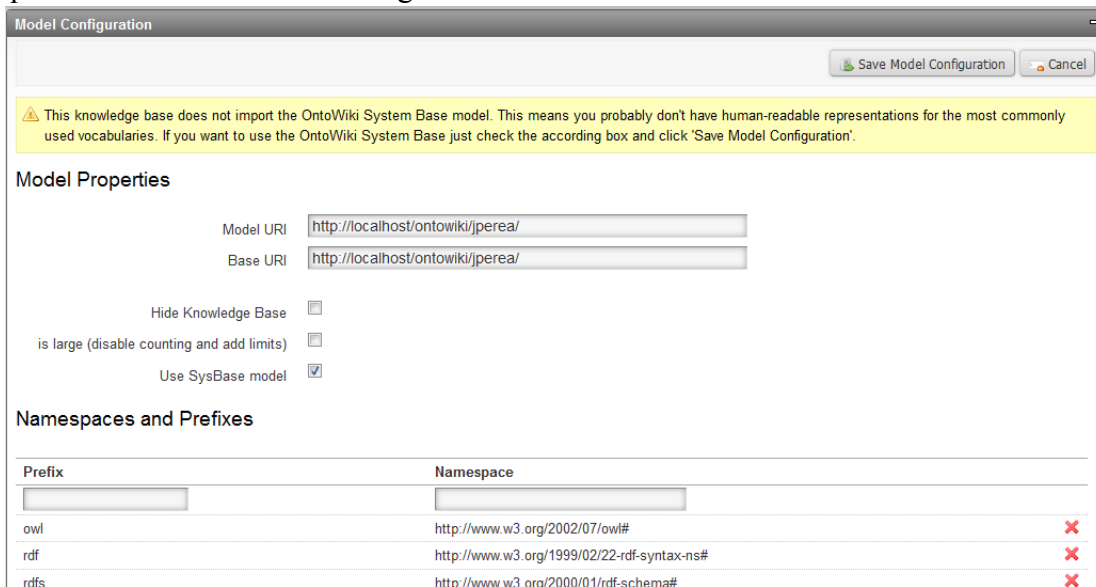 Model Configuration
Save Model Configuration Cancel
This knowledge base does not import the OntoWiki System Base model. This means you probably don't have human-readable representations for the most commonly
used vocabularies. If you want to use the OntoWiki System Base just check the according box and click 'Save Model Configuration'.
Model Properties
Model URI http://localhost/ontowiki/jperea/
Base URI http://localhost/ontowiki/jperea/
Hide Knowledge Base
is large (disable counting and add limits)
Use SysBase model
Namespaces and Prefixes
Prefix Namespace
owl http://www.w3.org/2002/07/owl#
rdf http://www.w3.org/1999/02/22-rdf-syntax-ns#
rdfs http://www.w3.org/2000/01/rdf-schema#